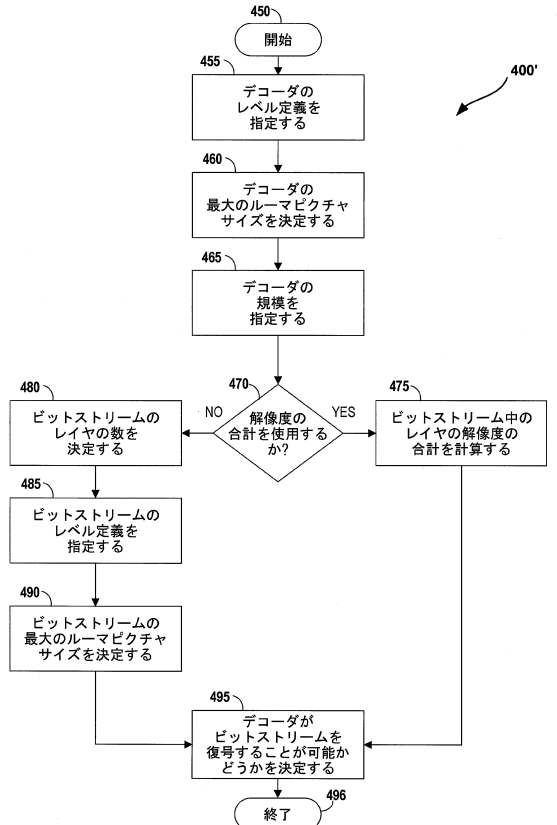 450
開始
400'
455
デコーダの
レベル定義を
指定する
460
デコーダの
最大のルーマピクチャ
サイズを決定する
465
デコーダの
規模を
指定する
470
解像度の
合計を使用する
か?
NO
YES
480
ビットストリームの
レイヤの数を
決定する
475
ビットストリーム中の
レイヤの解像度の
合計を計算する
485
ビットストリームの
レベル定義を
指定する
490
ビットストリームの
最大のルーマピクチャ
サイズを決定する
495
デコーダが
ビットストリームを
復号することが可能か
どうかを決定する
496
終了